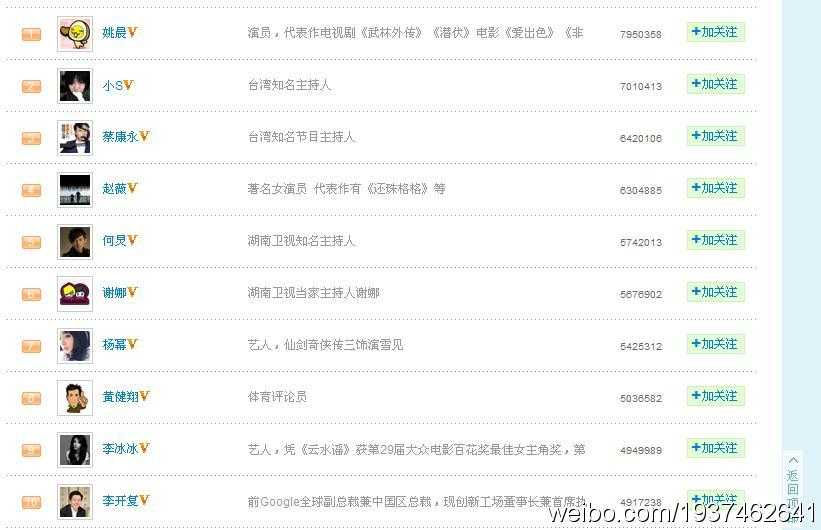 1 姚晨V 演员，代表作电视剧《武林外传》《潜伏》电影《爱出色》《非 7950358 +加关注
2 小SV 台湾知名主持人 7010413 +加关注
3 蔡康永V 台湾知名节目主持人 6420106 +加关注
4 赵薇V 著名女演员 代表作有《还珠格格》等 6304885 +加关注
5 何炅V 湖南卫视知名主持人 5742013 +加关注
6 谢娜V 湖南卫视当家主持人谢娜 5676902 +加关注
7 杨幂V 艺人，仙剑奇侠传三饰演雪见 5425312 +加关注
8 黄健翔V 体育评论员 5036582 +加关注
9 李冰冰V 艺人，凭《云水谣》获第29届大众电影百花奖最佳女主角奖，第 4949989 +加关注
10 李开复V 前Google全球副总裁兼中国区总裁，现创新工场董事长兼首席执 4917238 +加关注
返
回
顶
weibo.com/1937462641